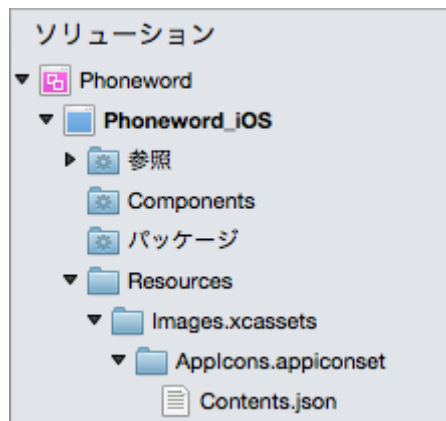 ソリューション
Phoneword
Phoneword_iOS
参照
Components
パッケージ
Resources
Images.xcassets
AppIcons.appiconset
Contents.json